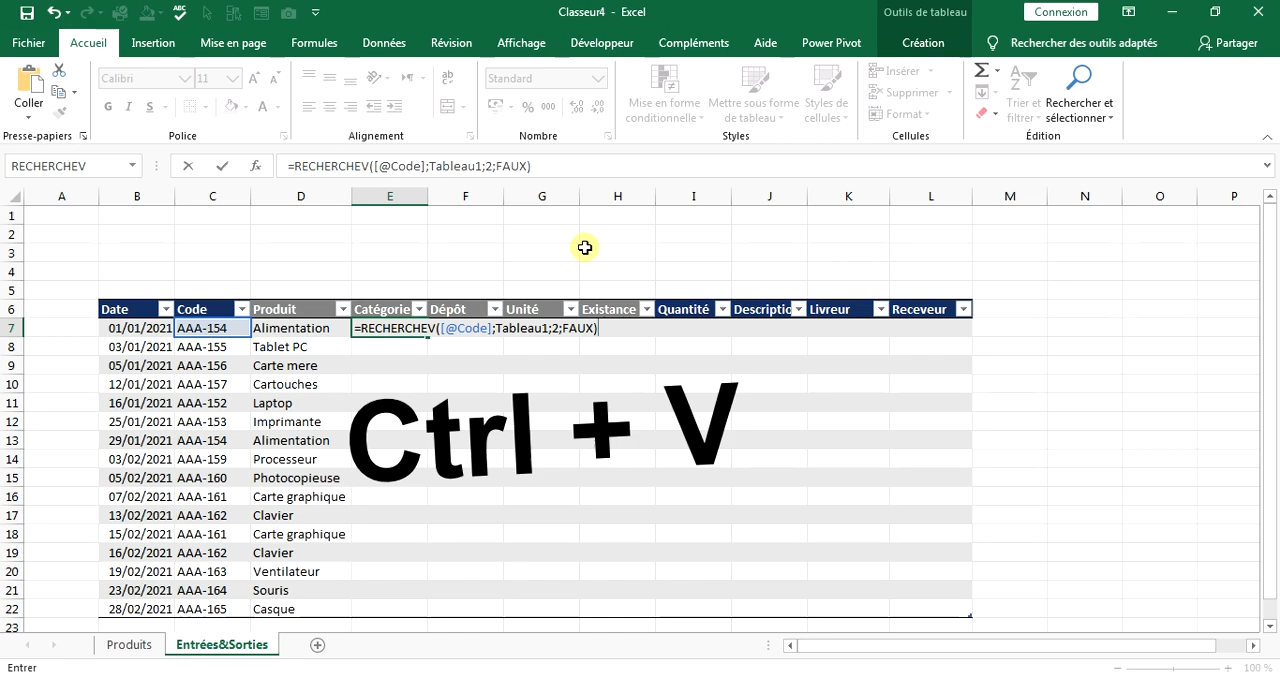 Classeur4 - Excel
Outils de tableau
Connexion
Fichier Accueil Insertion Mise en page Formules Données Révision Affichage Développeur Compléments Aide Power Pivot Création Rechercher des outils adaptés Partager
Coller
Calibri 11
G I S
Standard
% 000
Mise en forme conditionnelle
Mettre sous forme de tableau
Styles de cellules
Insérer
Supprimer
Format
Trier et filtrer
Rechercher et sélectionner
Presse-papiers Police Alignement Nombre Styles Cellules Édition
RECHERCHEV fx =RECHERCHEV([@Code];Tableau1;2;FAUX)
A B C D E F G H I J K L M N O P
1
2
3
4
5
6 Date Code Produit Catégorie Dépôt Unité Existance Quantité Descriptio Livreur Receveur
7 01/01/2021 AAA-154 Alimentation =RECHERCHEV([@Code];Tableau1;2;FAUX)
8 03/01/2021 AAA-155 Tablet PC
9 05/01/2021 AAA-156 Carte mere
10 12/01/2021 AAA-157 Cartouches
11 16/01/2021 AAA-152 Laptop
12 25/01/2021 AAA-153 Imprimante
13 29/01/2021 AAA-154 Alimentation
14 03/02/2021 AAA-159 Processeur
15 05/02/2021 AAA-160 Photocopieuse
16 07/02/2021 AAA-161 Carte graphique
17 13/02/2021 AAA-162 Clavier
18 15/02/2021 AAA-161 Carte graphique
19 16/02/2021 AAA-162 Clavier
20 19/02/2021 AAA-163 Ventilateur
21 23/02/2021 AAA-164 Souris
22 28/02/2021 AAA-165 Casque
23
Ctrl + V
Produits Entrées&Sorties
Entrer
100 %